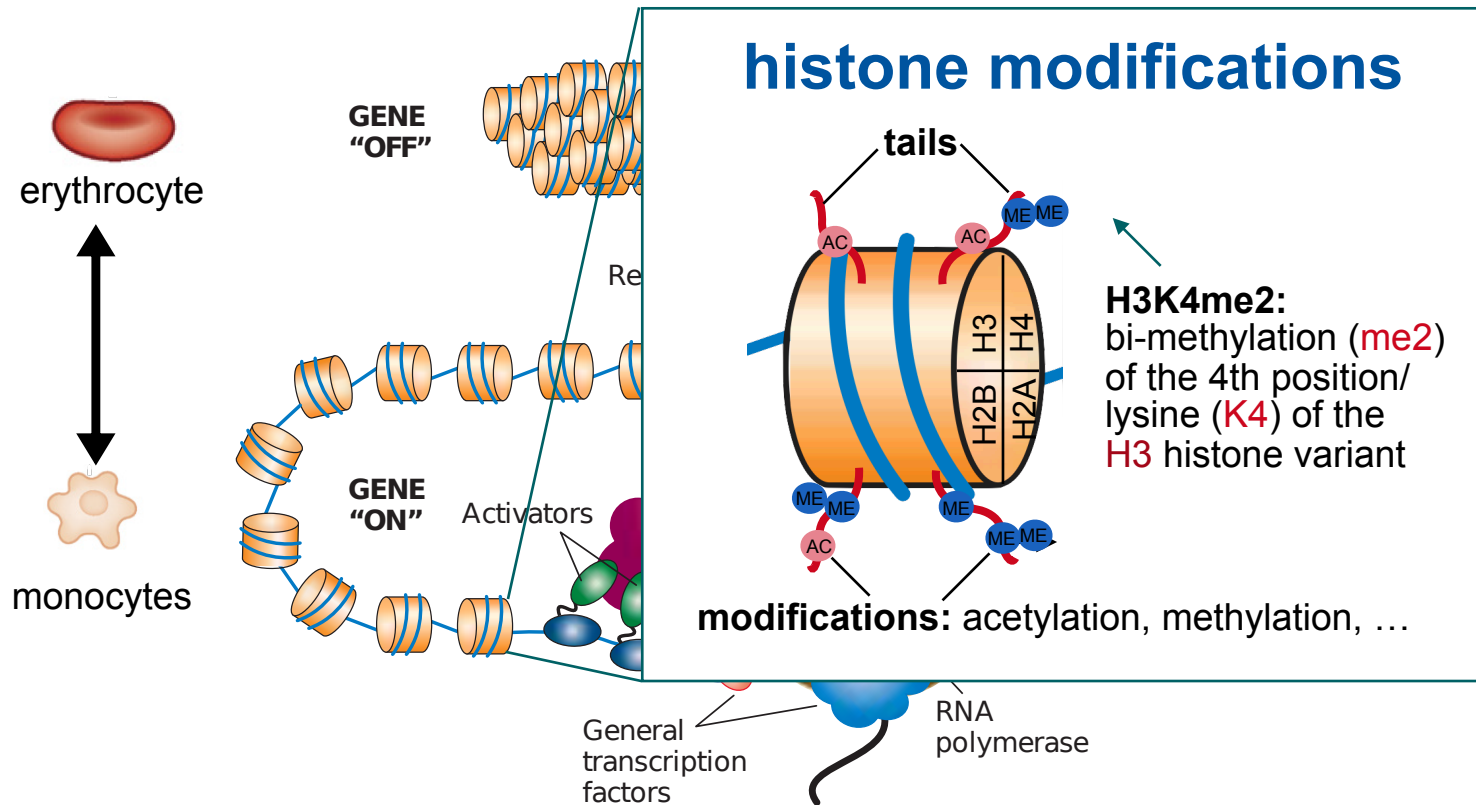 histone modifications
erythrocyte
monocytes
GENE
“OFF”
Re
GENE
“ON”
Activators
General
transcription
factors
RNA
polymerase
tails
AC
AC
ME ME
H3 H4
H2B H2A
ME ME
AC
ME
ME ME
H3K4me2:
bi-methylation (me2)
of the 4th position/
lysine (K4) of the
H3 histone variant
modifications: acetylation, methylation, …